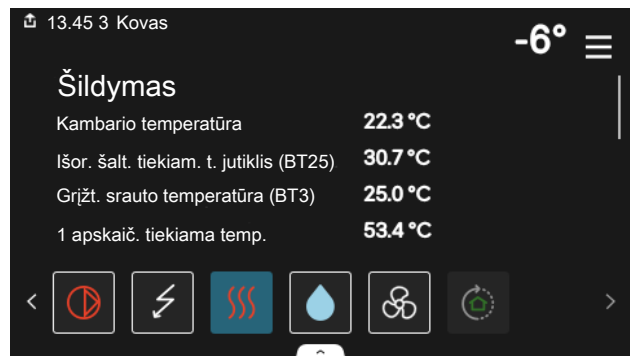 13.45 3 Kovas
-6°
Šildymas
Kambario temperatūra 22.3 °C
Išor. šalt. tiekiam. t. jutiklis (BT25) 30.7 °C
Grįžt. srauto temperatūra (BT3) 25.0 °C
1 apskaič. tiekiama temp. 53.4 °C